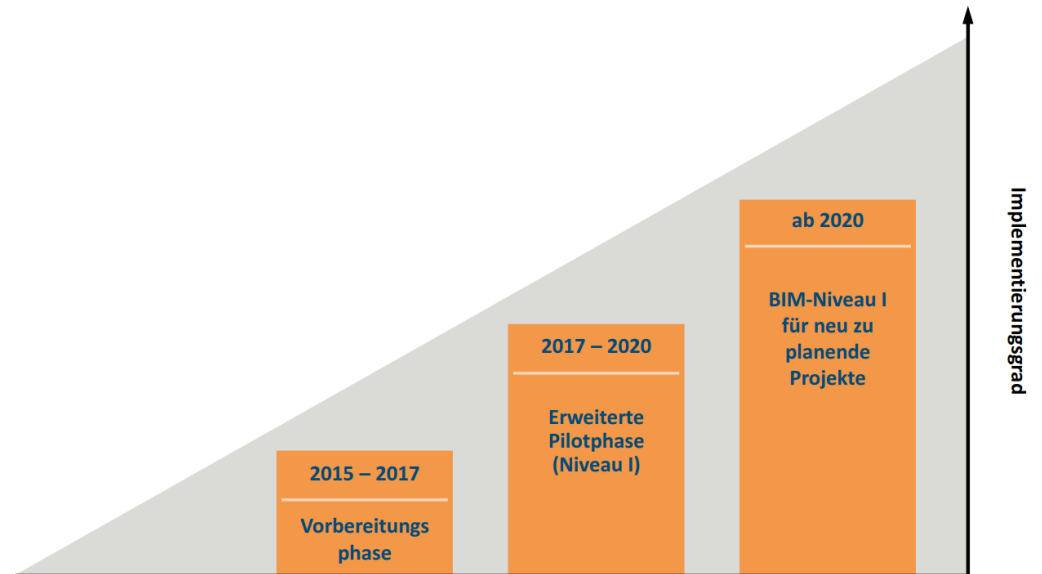 2015 – 2017
Vorbereitungs
phase
2017 – 2020
Erweiterte
Pilotphase
(Niveau I)
ab 2020
BIM-Niveau I
für neu zu
planende
Projekte
Implementierungsgrad